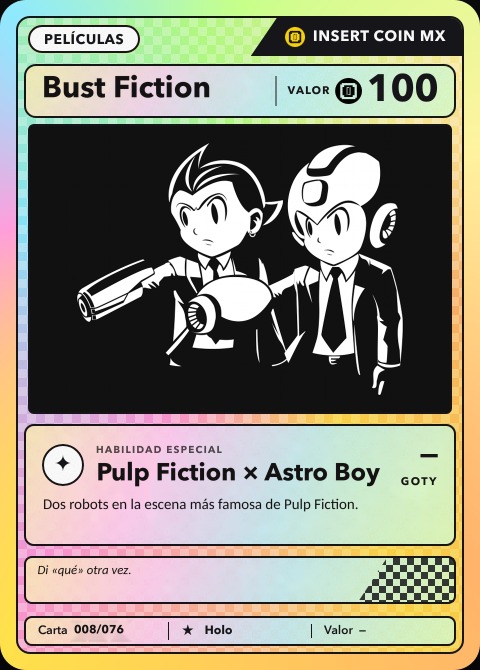 PELÍCULAS
INSERT COIN MX
Bust Fiction
VALOR 100
HABILIDAD ESPECIAL
Pulp Fiction × Astro Boy
–
GOTY
Dos robots en la escena más famosa de Pulp Fiction.
Di «qué» otra vez.
Carta 008/076
★ Holo
Valor –